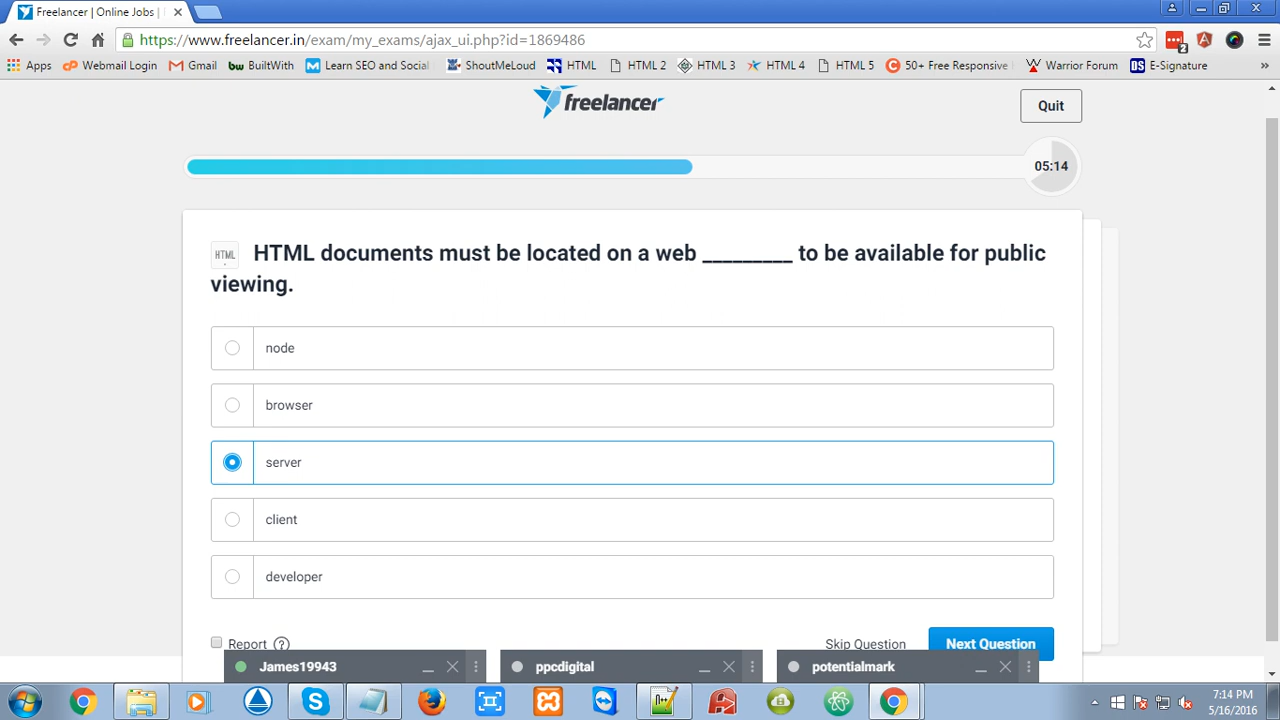 Freelancer | Online Jobs |
https://www.freelancer.in/exam/my_exams/ajax_ui.php?id=1869486
2
Apps Webmail Login Gmail BuiltWith Learn SEO and Social ShoutMeLoud HTML HTML 2 HTML 3 HTML 4 HTML 5 50+ Free Responsive Warrior Forum E-Signature »
freelancer
Quit
05:14
HTML HTML documents must be located on a web _________ to be available for public
viewing.
node
browser
server
client
developer
Report ?
Skip Question
Next Question
James19943 ppcdigital potentialmark
7:14 PM
5/16/2016